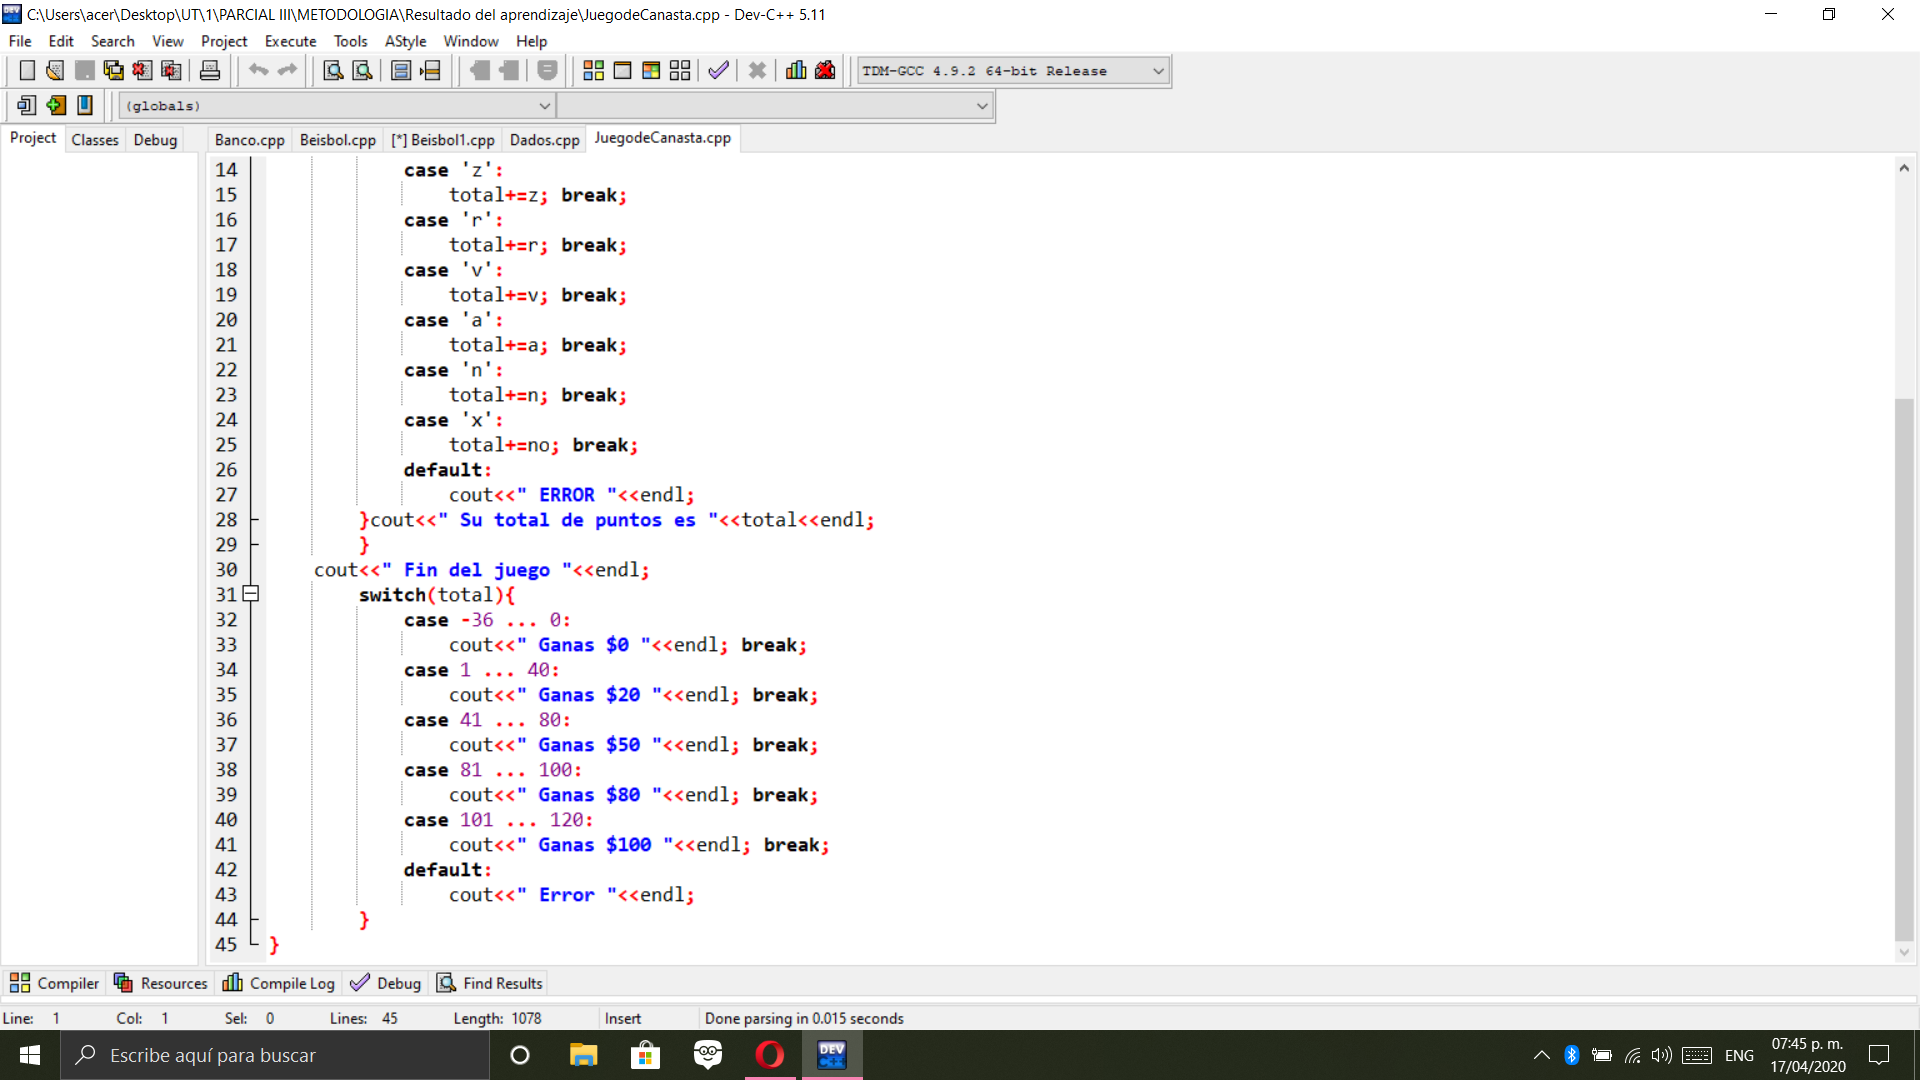 C:\Users\acer\Desktop\UT\1\PARCIAL III\METODOLOGIA\Resultado del aprendizaje\JuegodeCanasta.cpp - Dev-C++ 5.11
File Edit Search View Project Execute Tools AStyle Window Help
TDM-GCC 4.9.2 64-bit Release
(globals)
Project Classes Debug
Banco.cpp Beisbol.cpp [*] Beisbol1.cpp Dados.cpp JuegodeCanasta.cpp
14 case 'z':
15 total+=z; break;
16 case 'r':
17 total+=r; break;
18 case 'v':
19 total+=v; break;
20 case 'a':
21 total+=a; break;
22 case 'n':
23 total+=n; break;
24 case 'x':
25 total+=no; break;
26 default:
27 cout<<" ERROR "<<endl;
28 }cout<<" Su total de puntos es "<<total<<endl;
29 }
30 cout<<" Fin del juego "<<endl;
31 switch(total){
32 case -36 ... 0:
33 cout<<" Ganas $0 "<<endl; break;
34 case 1 ... 40:
35 cout<<" Ganas $20 "<<endl; break;
36 case 41 ... 80:
37 cout<<" Ganas $50 "<<endl; break;
38 case 81 ... 100:
39 cout<<" Ganas $80 "<<endl; break;
40 case 101 ... 120:
41 cout<<" Ganas $100 "<<endl; break;
42 default:
43 cout<<" Error "<<endl;
44 }
45 }
Compiler Resources Compile Log Debug Find Results
Line: 1 Col: 1 Sel: 0 Lines: 45 Length: 1078 Insert Done parsing in 0.015 seconds
Escribe aquí para buscar
DEV C++
ENG
07:45 p. m.
17/04/2020